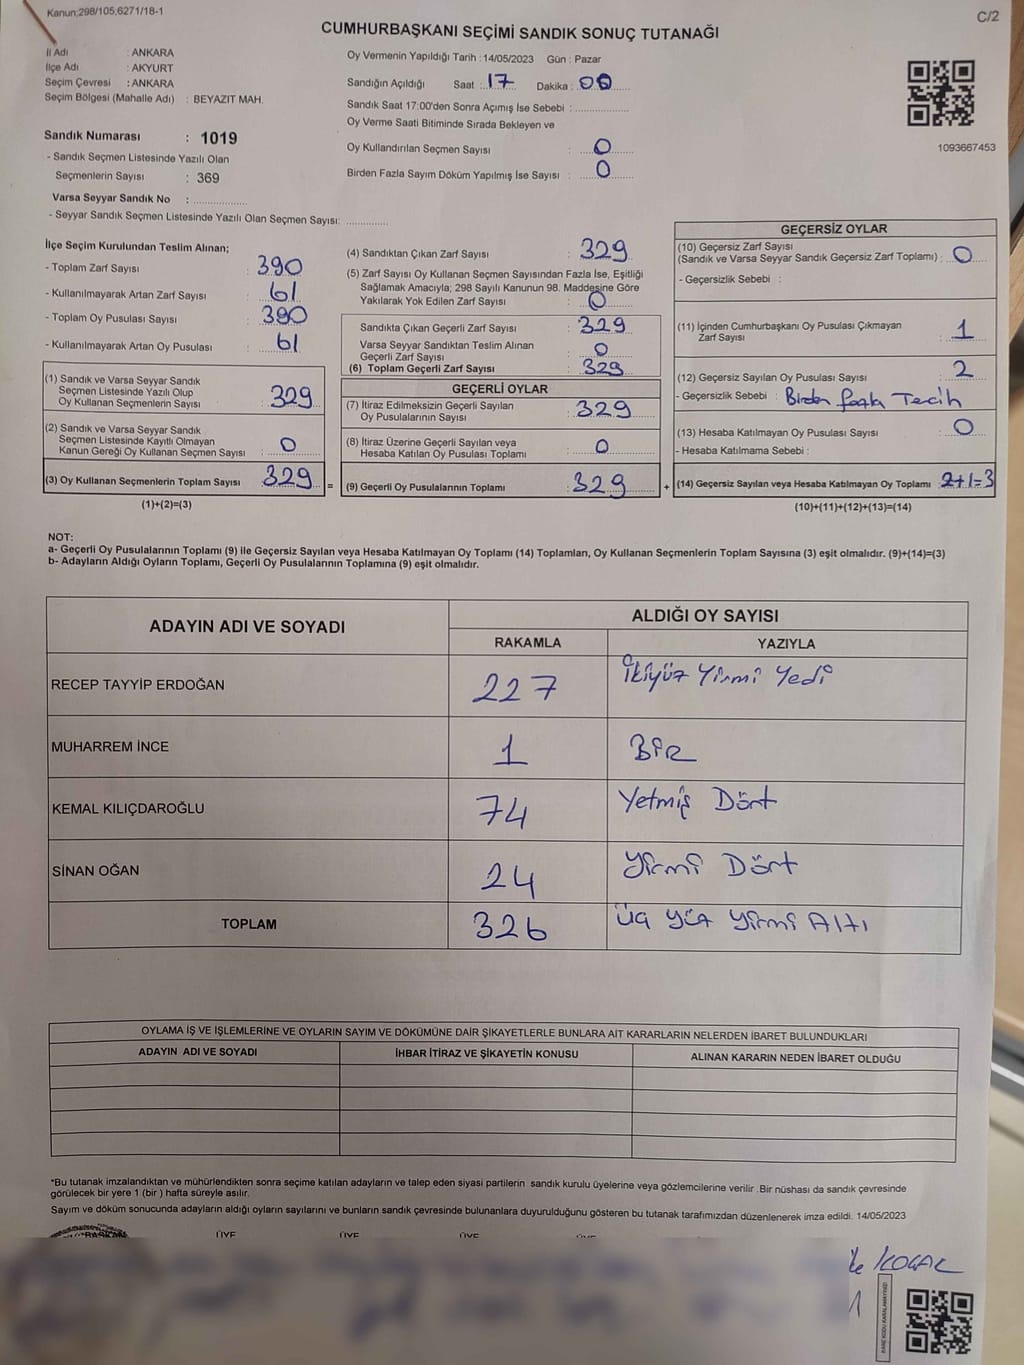 Kanun;298/105;6271/18-1
C/2
CUMHURBAŞKANI SEÇİMİ SANDIK SONUÇ TUTANAĞI
İl Adı : ANKARA
İlçe Adı : AKYURT
Seçim Çevresi : ANKARA
Seçim Bölgesi (Mahalle Adı) : BEYAZIT MAH.
Sandık Numarası : 1019
- Sandık Seçmen Listesinde Yazılı Olan
Seçmenlerin Sayısı : 369
Varsa Seyyar Sandık No : ....................
- Seyyar Sandık Seçmen Listesinde Yazılı Olan Seçmen Sayısı: ...............
Oy Vermenin Yapıldığı Tarih : 14/05/2023 Gün : Pazar
Sandığın Açıldığı Saat : 17 Dakika : 00
Sandık Saat 17:00'den Sonra Açımış İse Sebebi : ....................
Oy Verme Saati Bitiminde Sırada Bekleyen ve
Oy Kullandırılan Seçmen Sayısı : 0
Birden Fazla Sayım Döküm Yapılmış İse Sayısı : 0
1093667453
İlçe Seçim Kurulundan Teslim Alınan;
- Toplam Zarf Sayısı : 390
- Kullanılmayarak Artan Zarf Sayısı : 61
- Toplam Oy Pusulası Sayısı : 390
- Kullanılmayarak Artan Oy Pusulası : 61
(1) Sandık ve Varsa Seyyar Sandık
Seçmen Listesinde Yazılı Olup
Oy Kullanan Seçmenlerin Sayısı : 329
(2) Sandık ve Varsa Seyyar Sandık
Seçmen Listesinde Kayıtlı Olmayan
Kanun Gereği Oy Kullanan Seçmen Sayısı : 0
(3) Oy Kullanan Seçmenlerin Toplam Sayısı : 329 =
(1)+(2)=(3)
(4) Sandıktan Çıkan Zarf Sayısı : 329
(5) Zarf Sayısı Oy Kullanan Seçmen Sayısından Fazla İse, Eşitliği
Sağlamak Amacıyla; 298 Sayılı Kanunun 98. Maddesine Göre
Yakılarak Yok Edilen Zarf Sayısı : 0
Sandıkta Çıkan Geçerli Zarf Sayısı : 329
Varsa Seyyar Sandıktan Teslim Alınan
Geçerli Zarf Sayısı : 0
(6) Toplam Geçerli Zarf Sayısı : 329
GEÇERLİ OYLAR
(7) İtiraz Edilmeksizin Geçerli Sayılan
Oy Pusulasının Sayısı : 329
(8) İtiraz Üzerine Geçerli Sayılan veya
Hesaba Katılan Oy Pusulası Toplamı : 0
(9) Geçerli Oy Pusulalarının Toplamı : 329 +
GEÇERSİZ OYLAR
(10) Geçersiz Zarf Sayısı
(Sandık ve Varsa Seyyar Sandık Geçersiz Zarf Toplamı) : 0
- Geçersizlik Sebebi :
(11) İçinden Cumhurbaşkanı Oy Pusulası Çıkmayan
Zarf Sayısı : 1
(12) Geçersiz Sayılan Oy Pusulası Sayısı : 2
- Geçersizlik Sebebi : Birden fazla Tercih
(13) Hesaba Katılmayan Oy Pusulası Sayısı : 0
- Hesaba Katılmama Sebebi :
(14) Geçersiz Sayılan veya Hesaba Katılmayan Oy Toplamı : 2+1=3
(10)+(11)+(12)+(13)=(14)
NOT:
a- Geçerli Oy Pusulalarının Toplamı (9) ile Geçersiz Sayılan veya Hesaba Katılmayan Oy Toplamı (14) Toplamları, Oy Kullanan Seçmenlerin Toplam Sayısına (3) eşit olmalıdır. (9)+(14)=(3)
b- Adayların Aldığı Oyların Toplamı, Geçerli Oy Pusulalarının Toplamına (9) eşit olmalıdır.
ADAYIN ADI VE SOYADI ALDIĞI OY SAYISI
RAKAMLA YAZIYLA
RECEP TAYYİP ERDOĞAN 227 İkiyüz Yirmi Yedi
MUHARREM İNCE 1 BİR
KEMAL KILIÇDAROĞLU 74 Yetmiş Dört
SİNAN OĞAN 24 Yirmi Dört
TOPLAM 326 Üç yüz yirmi Altı
OYLAMA İŞ VE İŞLEMLERİNE VE OYLARIN SAYIM VE DÖKÜMÜNE DAİR ŞİKAYETLERLE BUNLARA AİT KARARLARIN NELERDEN İBARET BULUNDUKLARI
ADAYIN ADI VE SOYADI İHBAR İTİRAZ VE ŞİKAYETİN KONUSU ALINAN KARARIN NEDEN İBARET OLDUĞU
*Bu tutanak imzalandıktan ve mühürlendikten sonra seçime katılan adayların ve talep eden siyasi partilerin sandık kurulu üyelerine veya gözlemcilerine verilir .Bir nüshası da sandık çevresinde
görülecek bir yere 1 (bir ) hafta süreyle asılır.
Sayım ve döküm sonucunda adayların aldığı oyların sayılarını ve bunların sandık çevresinde bulunanlara duyurulduğunu gösteren bu tutanak tarafımızdan düzenlenerek imza edildi. 14/05/2023
BAŞKAN ÜYE ÜYE ÜYE ÜYE